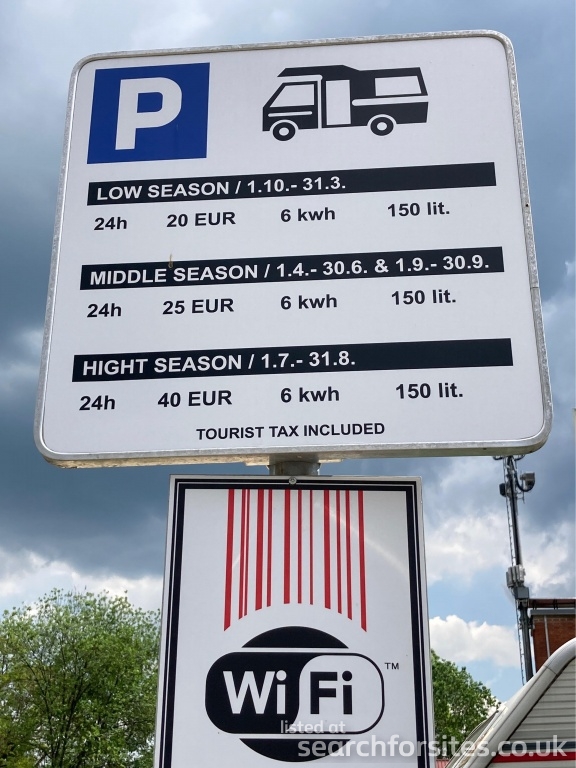 P
LOW SEASON / 1.10.- 31.3.
24h 20 EUR 6 kwh 150 lit.
MIDDLE SEASON / 1.4.- 30.6. & 1.9.- 30.9.
24h 25 EUR 6 kwh 150 lit.
HIGHT SEASON / 1.7.- 31.8.
24h 40 EUR 6 kwh 150 lit.
TOURIST TAX INCLUDED
Wi Fi ™
listed at
searchforsites.co.uk